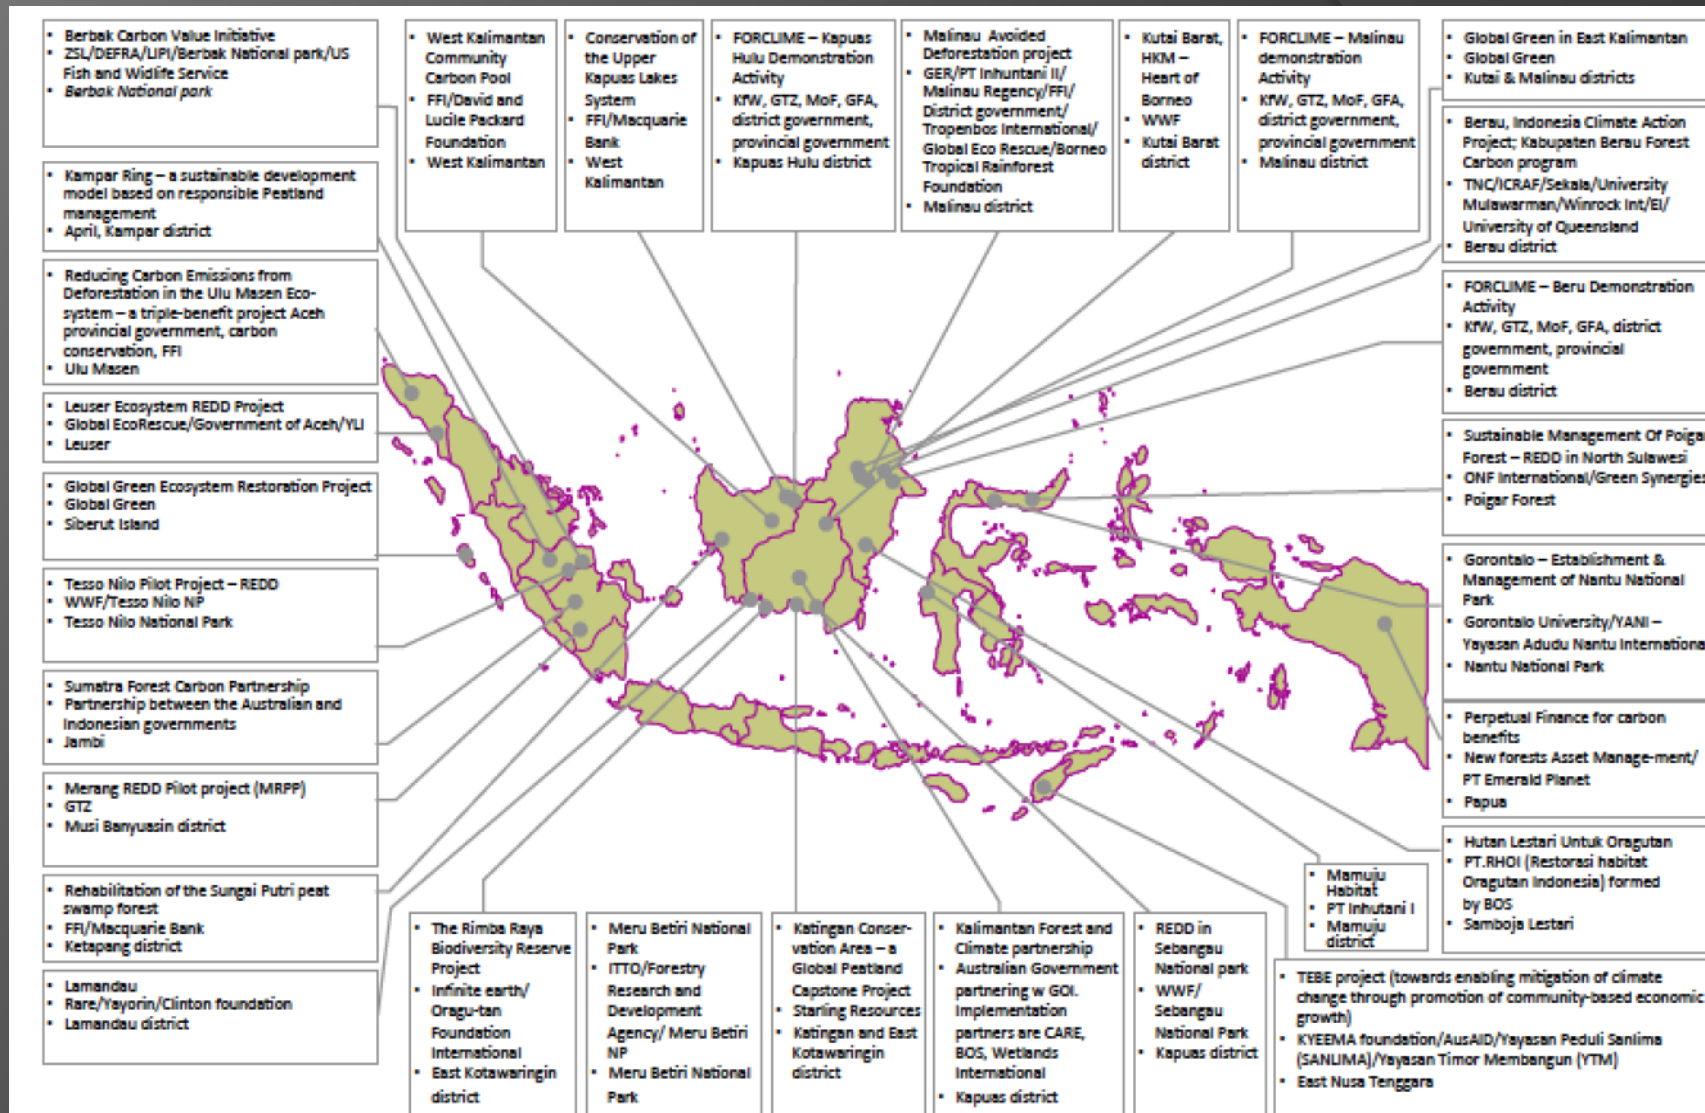 • Berbak Carbon Value Initiative
• ZSL/DEFRA/LIPI/Berbak National park/US
Fish and Widlife Service
• Berbak National park
• Kampar Ring – a sustainable development
model based on responsible Peatland
management
• April, Kampar district
• Reducing Carbon Emissions from
Deforestation in the Ulu Masen Eco-
system – a triple-benefit project Aceh
provincial government, carbon
conservation, FFI
• Ulu Masen
• Leuser Ecosystem REDD Project
• Global EcoRescue/Government of Aceh/YLI
• Leuser
• Global Green Ecosystem Restoration Project
• Global Green
• Siberut Island
• Tesso Nilo Pilot Project – REDD
• WWF/Tesso Nilo NP
• Tesso Nilo National Park
• Sumatra Forest Carbon Partnership
• Partnership between the Australian and
Indonesian governments
• Jambi
• Merang REDD Pilot project (MRPP)
• GTZ
• Musi Banyuasin district
• Rehabilitation of the Sungai Putri peat
swamp forest
• FFI/Macquarie Bank
• Ketapang district
• Lamandau
• Rare/Yayorin/Clinton foundation
• Lamandau district
• West Kalimantan
Community
Carbon Pool
• FFI/David and
Lucile Packard
Foundation
• West Kalimantan
• Conservation of
the Upper
Kapuas Lakes
System
• FFI/Macquarie
Bank
• West
Kalimantan
• FORCLIME – Kapuas
Hulu Demonstration
Activity
• KfW, GTZ, MoF, GFA,
district government,
provincial government
• Kapuas Hulu district
• Malinau Avoided
Deforestation project
• GER/PT Inhuntani II/
Malinau Regency/FFI/
District government/
Tropenbos International/
Global Eco Rescue/Borneo
Tropical Rainforest
Foundation
• Malinau district
• Kutai Barat,
HKM –
Heart of
Borneo
• WWF
• Kutai Barat
district
• FORCLIME – Malinau
demonstration
Activity
• KfW, GTZ, MoF, GFA,
district government,
provincial government
• Malinau district
• Global Green in East Kalimantan
• Global Green
• Kutai & Malinau districts
• Berau, Indonesia Climate Action
Project; Kabupaten Berau Forest
Carbon program
• TNC/ICRAF/Sekala/University
Mulawarman/Winrock Int/EI/
University of Queensland
• Berau district
• FORCLIME – Beru Demonstration
Activity
• KfW, GTZ, MoF, GFA, district
government, provincial
government
• Berau district
• Sustainable Management Of Poigar
Forest – REDD in North Sulawesi
• ONF International/Green Synergies
• Poigar Forest
• Gorontalo – Establishment &
Management of Nantu National
Park
• Gorontalo University/YANI –
Yayasan Adudu Nantu Internationa
• Nantu National Park
• Perpetual Finance for carbon
benefits
• New forests Asset Manage-ment/
PT Emerald Planet
• Papua
• Hutan Lestari Untuk Oragutan
• PT.RHOI (Restorasi habitat
Oragutan Indonesia) formed
by BOS
• Samboja Lestari
• Mamuju
Habitat
• PT Inhutani I
• Mamuju
district
• The Rimba Raya
Biodiversity Reserve
Project
• Infinite earth/
Oragu-tan
Foundation
International
• East Kotawaringin
district
• Meru Betiri National
Park
• ITTO/Forestry
Research and
Development
Agency/ Meru Betiri
NP
• Meru Betiri National
Park
• Katingan Conser-
vation Area – a
Global Peatland
Capstone Project
• Starling Resources
• Katingan and East
Kotawaringin
district
• Kalimantan Forest and
Climate partnership
• Australian Government
partnering w GOI.
Implementation
partners are CARE,
BOS, Wetlands
International
• Kapuas district
• REDD in
Sebangau
National park
• WWF/
Sebangau
National Park
• Kapuas district
• TEBE project (towards enabling mitigation of climate
change through promotion of community-based economic
growth)
• KYEEMA foundation/AusAID/Yayasan Peduli Sanlima
(SANLIMA)/Yayasan Timor Membangun (YTM)
• East Nusa Tenggara